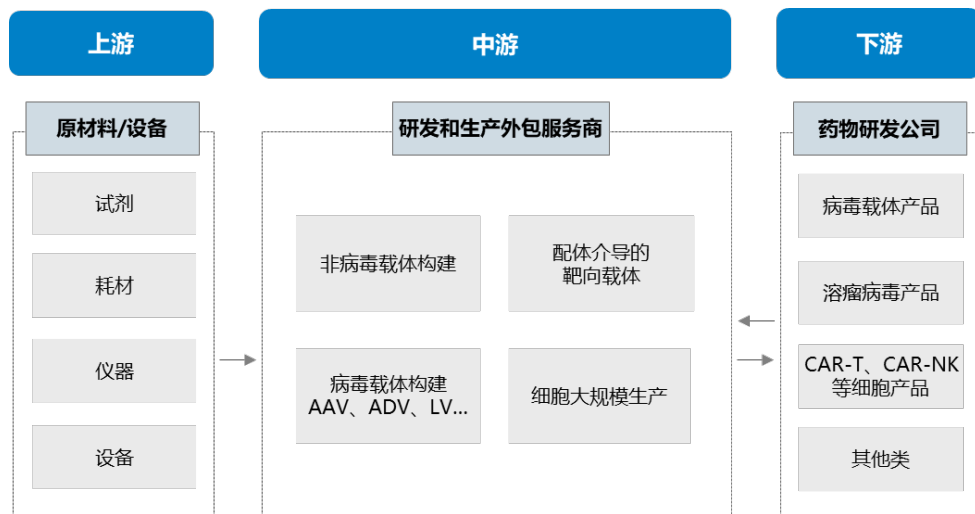 上游
中游
下游
原材料/设备
试剂
耗材
仪器
设备
研发和生产外包服务商
非病毒载体构建
配体介导的
靶向载体
病毒载体构建
AAV、ADV、LV...
细胞大规模生产
药物研发公司
病毒载体产品
溶瘤病毒产品
CAR-T、CAR-NK
等细胞产品
其他类